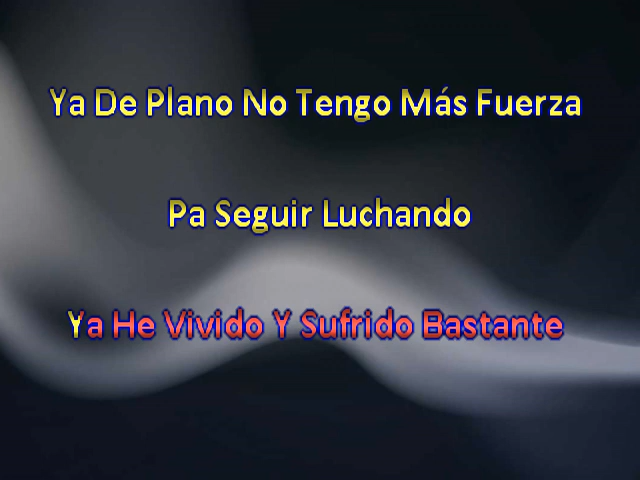 Ya De Plano No Tengo Más Fuerza
Pa Seguir Luchando
Ya He Vivido Y Sufrido Bastante